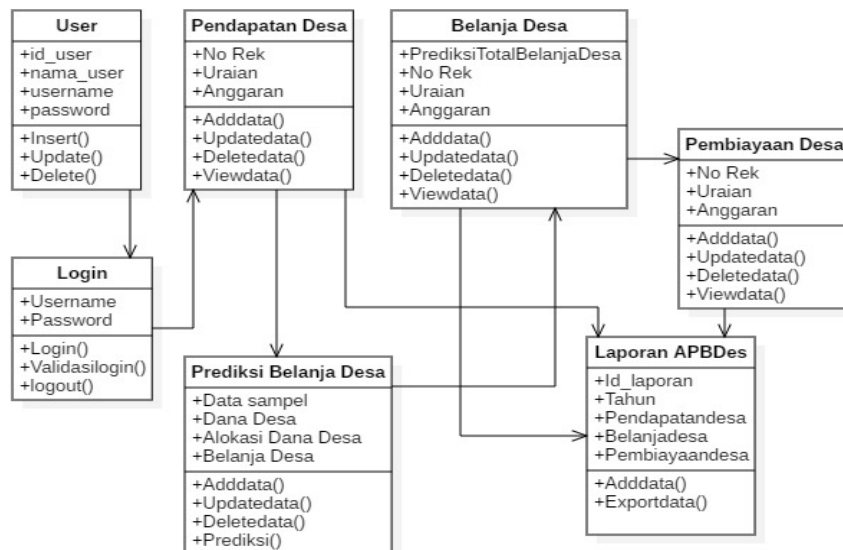 User
+id_user
+nama_user
+username
+password
+Insert()
+Update()
+Delete()
Pendapatan Desa
+No Rek
+Uraian
+Anggaran
+Adddata()
+Updatedata()
+Deletedata()
+Viewdata()
Belanja Desa
+PrediksiTotalBelanjaDesa
+No Rek
+Uraian
+Anggaran
+Adddata()
+Updatedata()
+Deletedata()
+Viewdata()
Pembiayaan Desa
+No Rek
+Uraian
+Anggaran
+Adddata()
+Updatedata()
+Deletedata()
+Viewdata()
Login
+Username
+Password
+Login()
+Validasilogin()
+logout()
Prediksi Belanja Desa
+Data sampel
+Dana Desa
+Alokasi Dana Desa
+Belanja Desa
+Adddata()
+Updatedata()
+Deletedata()
+Prediksi()
Laporan APBDes
+Id_laporan
+Tahun
+Pendapatandesa
+Belanjadesa
+Pembiayaandesa
+Adddata()
+Exportdata()